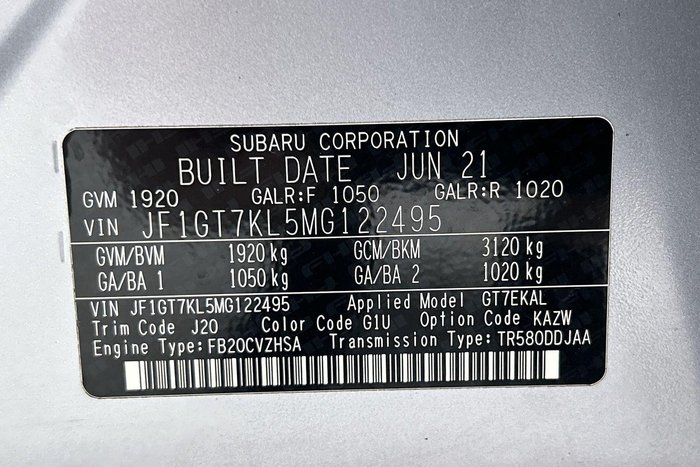 SUBARU CORPORATION
BUILT DATE JUN 21
GVM 1920 GALR:F 1050 GALR:R 1020
VIN JF1GT7KL5MG122495
GVM/BVM 1920 kg GCM/BKM 3120 kg
GA/BA 1 1050 kg GA/BA 2 1020 kg
VIN JF1GT7KL5MG122495 Applied Model GT7EKAL
Trim Code J20 Color Code G1U Option Code KAZW
Engine Type:FB20CVZHSA Transmission Type:TR580DDJAA